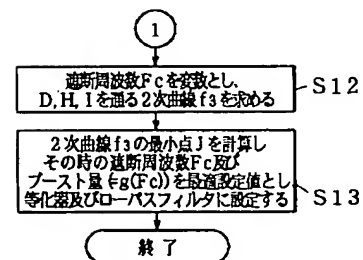 1
遮断周波数Fcを変数とし、
D, H, Iを通る2次曲線f3を求める
S12
2次曲線f3の最小点Jを計算し
その時の遮断周波数Fc及び
ブースト量(=g(Fc))を最適設定値とし
等化器及びローパスフィルタに設定する
S13
終了